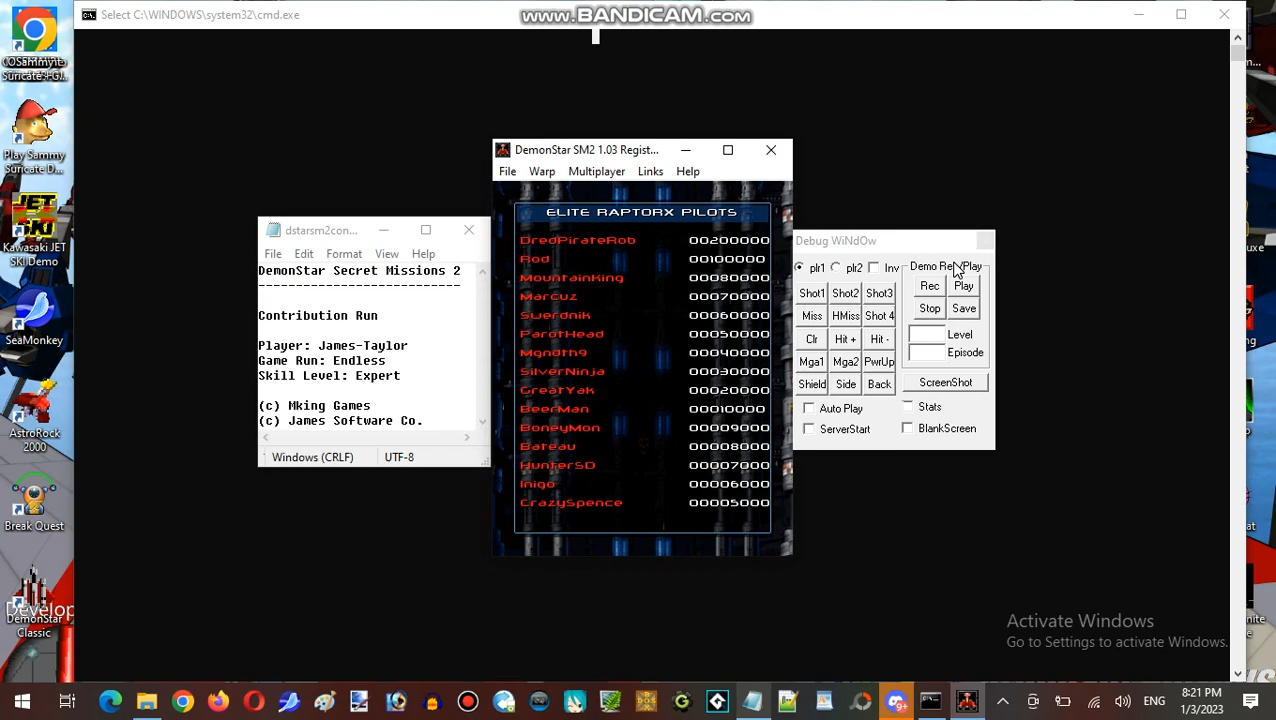 Select C:\WINDOWS\system32\cmd.exe
www.BANDICAM.com
Play Sammy
Suricate D...
JET
SKI
Kawasaki JET
SKI Demo
SeaMonkey
AstroRock
2000
Break Quest
DemonStar
Classic
dstarsm2con...
File Edit Format View Help
DemonStar Secret Missions 2
---------------------------
Contribution Run
Player: James-Taylor
Game Run: Endless
Skill Level: Expert
(c) Mking Games
(c) James Software Co.
Windows (CRLF) UTF-8
DemonStar SM2 1.03 Regist...
File Warp Multiplayer Links Help
ELITE RAPTORX PILOTS
DredPirateRob 00200000
Rod 00100000
MountainKing 00080000
Marcuz 00070000
Swerdnik 00060000
ParotHead 00050000
Mgndth9 00040000
SilverNinja 00030000
GreatYak 00020000
BeerMan 00010000
BoneyMon 00009000
Bateau 00008000
HunterSD 00007000
Inigo 00006000
CrazySpence 00005000
Debug WiNdOw
plr1 plr2 Inv
Demo Rec/Play
Shot1 Shot2 Shot3 Rec Play
Miss HMiss Shot 4 Stop Save
Clr Hit + Hit - Level
Mga1 Mga2 PwrUp Episode
Shield Side Back ScreenShot
Auto Play Stats
ServerStart BlankScreen
Activate Windows
Go to Settings to activate Windows.
ENG
8:21 PM
1/3/2023